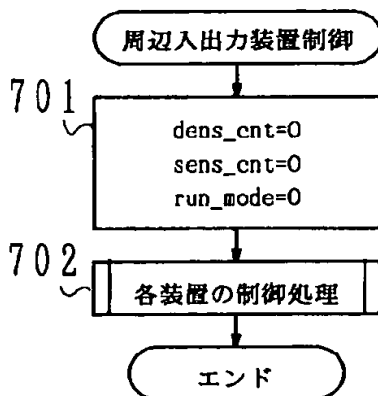 周辺入出力装置制御
701
dens_cnt=0
sens_cnt=0
run_mode=0
702
各装置の制御処理
エンド